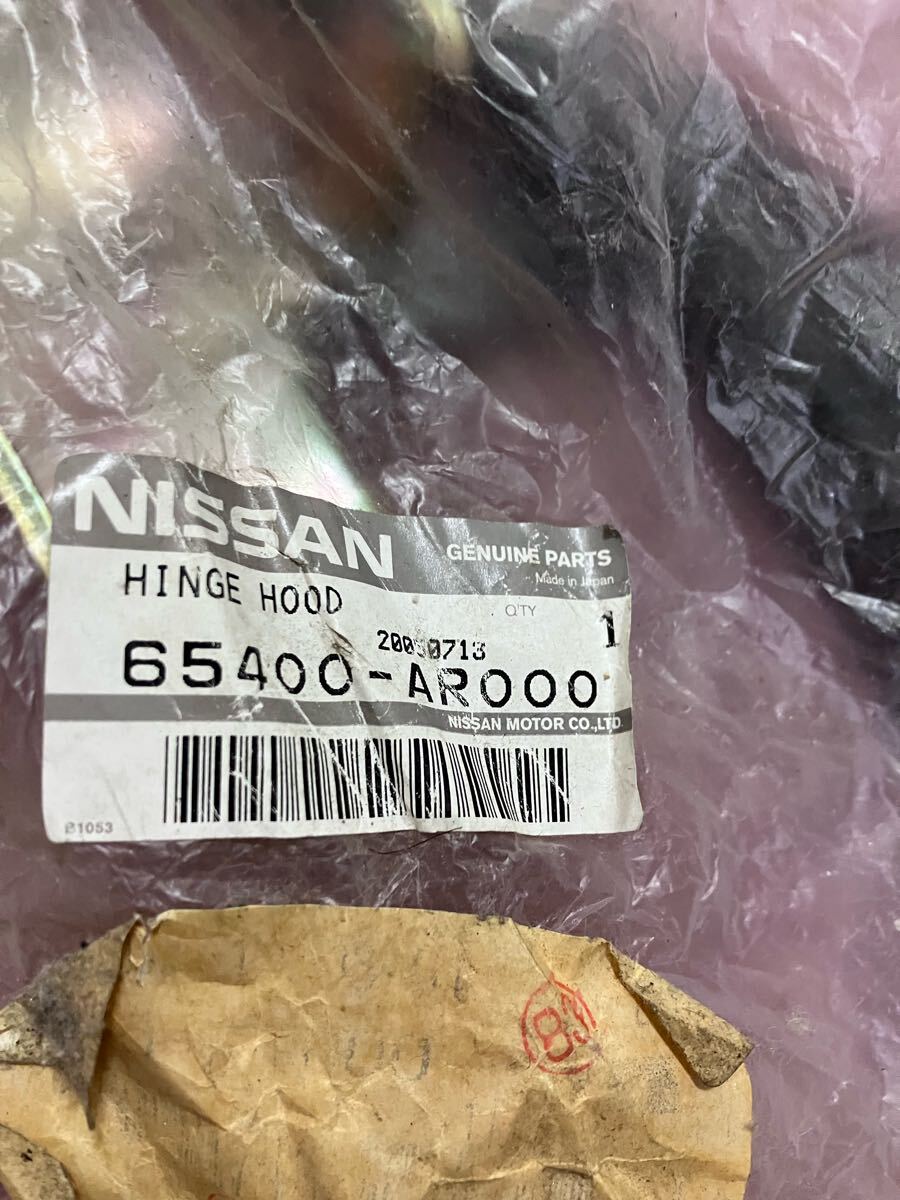 NISSAN
GENUINE PARTS
Made in Japan
HINGE HOOD
Q'TY 1
65400-AR000
NISSAN MOTOR CO.,LTD.
B1053